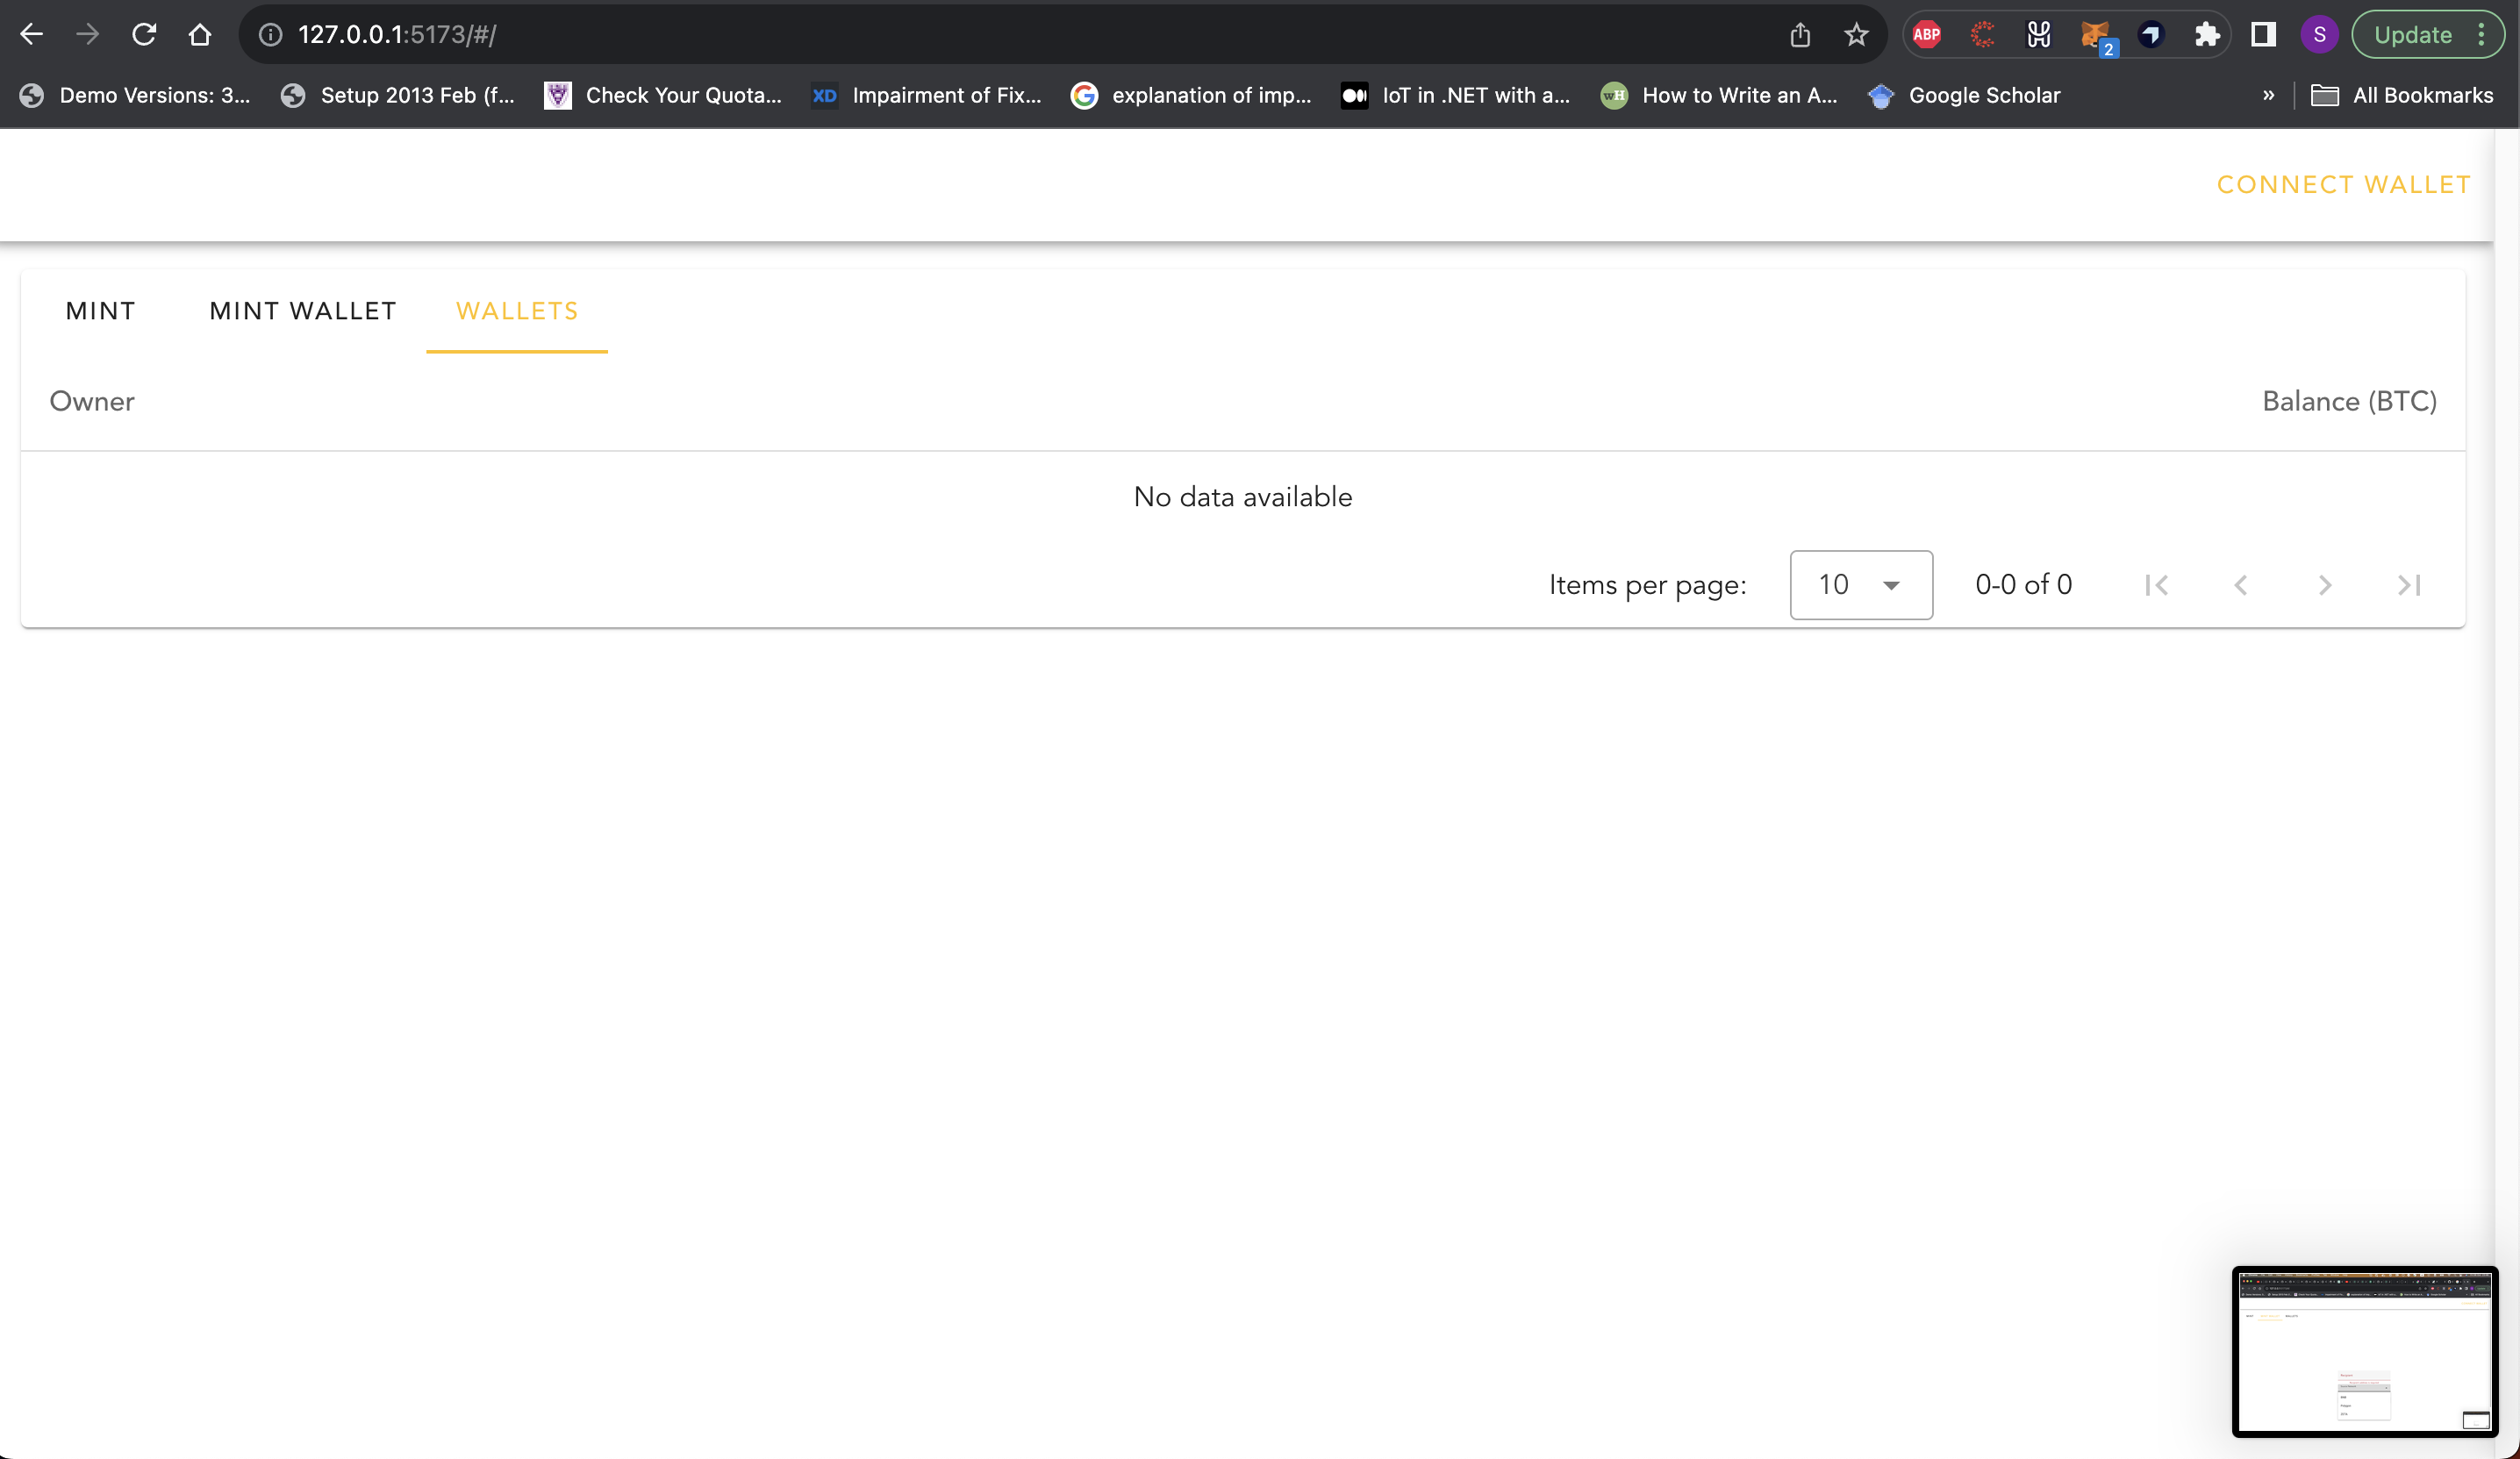 127.0.0.1:5173/#/ ABP 2 S Update
Demo Versions: 3... Setup 2013 Feb (f... Check Your Quota... XD Impairment of Fix... explanation of imp... IoT in .NET with a... wH How to Write an A... Google Scholar » All Bookmarks
CONNECT WALLET
MINT MINT WALLET WALLETS
Owner Balance (BTC)
No data available
Items per page: 10 0-0 of 0